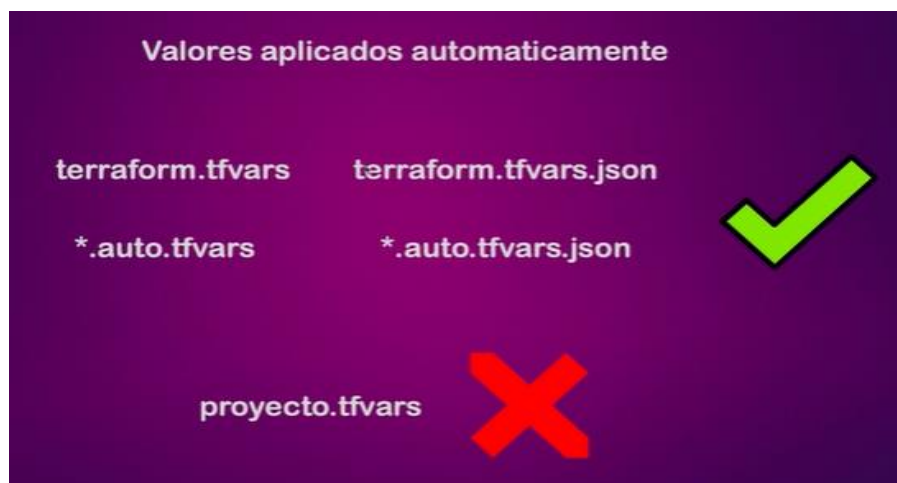 Valores aplicados automaticamente
terraform.tfvars terraform.tfvars.json
*.auto.tfvars *.auto.tfvars.json
proyecto.tfvars